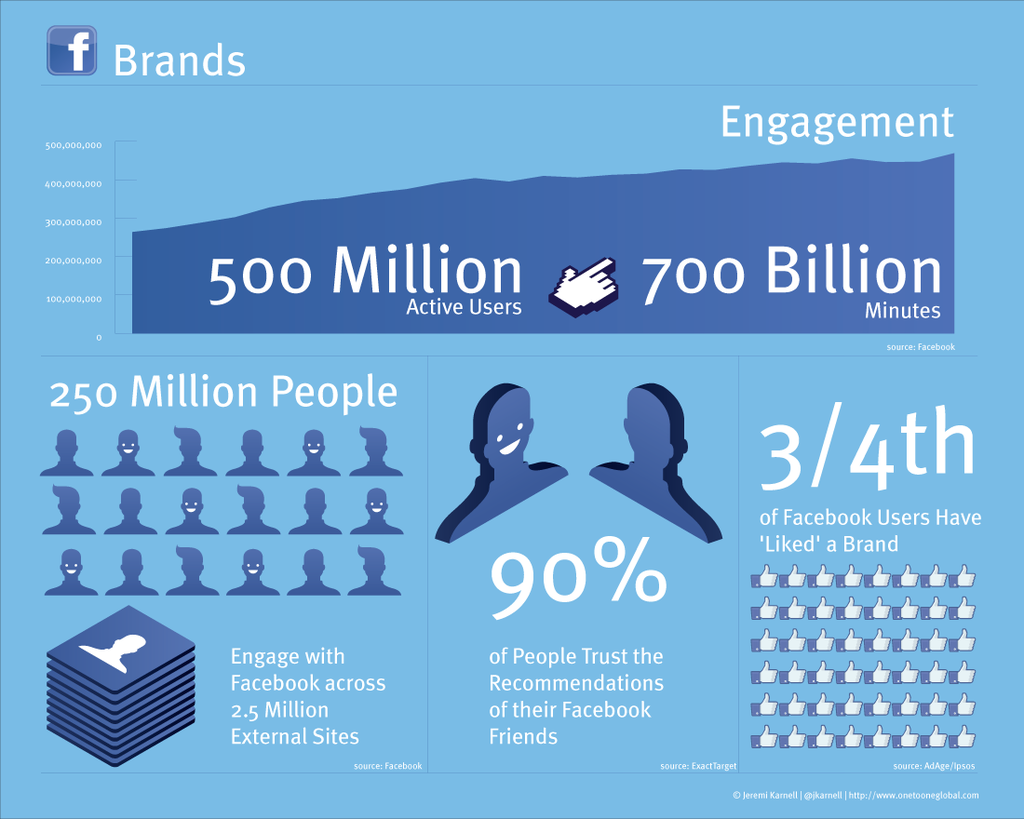 f Brands
Engagement
500,000,000
400,000,000
300,000,000
200,000,000
100,000,000
0
500 Million
Active Users
700 Billion
Minutes
source: Facebook
250 Million People
Engage with
Facebook across
2.5 Million
External Sites
source: Facebook
90%
of People Trust the
Recommendations
of their Facebook
Friends
source: ExactTarget
3/4th
of Facebook Users Have
'Liked' a Brand
source: AdAge/Ipsos
© Jeremi Karnell | @jkarnell | http://www.onetooneglobal.com